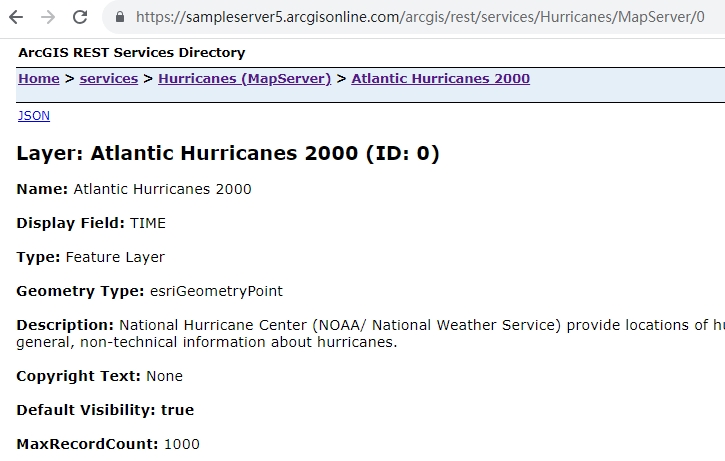 https://sampleserver5.arcgisonline.com/arcgis/rest/services/Hurricanes/MapServer/0
ArcGIS REST Services Directory
Home > services > Hurricanes (MapServer) > Atlantic Hurricanes 2000
JSON
Layer: Atlantic Hurricanes 2000 (ID: 0)
Name: Atlantic Hurricanes 2000
Display Field: TIME
Type: Feature Layer
Geometry Type: esriGeometryPoint
Description: National Hurricane Center (NOAA/ National Weather Service) provide locations of
general, non-technical information about hurricanes.
Copyright Text: None
Default Visibility: true
MaxRecordCount: 1000